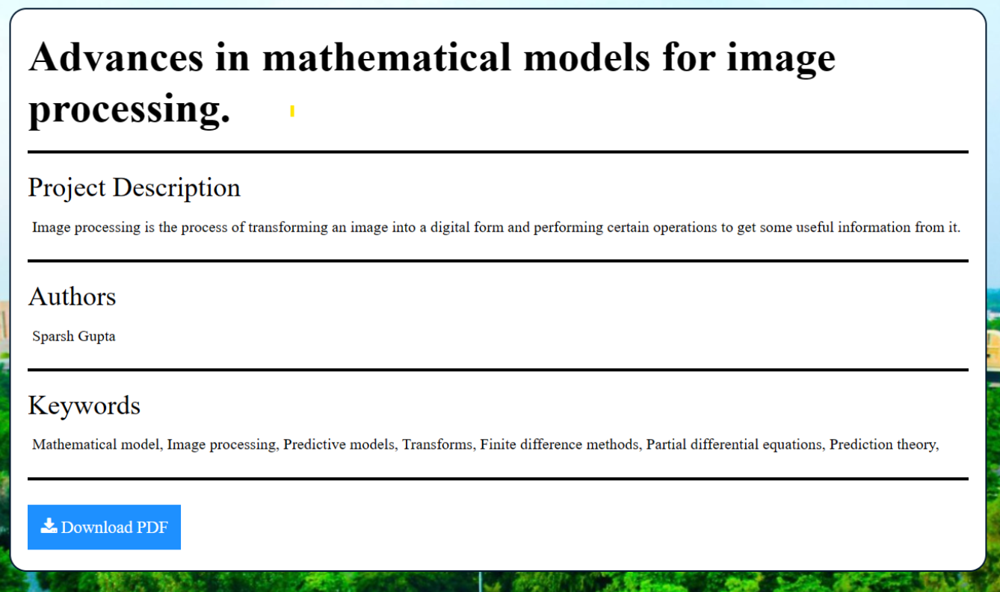 Advances in mathematical models for image
processing.
Project Description
Image processing is the process of transforming an image into a digital form and performing certain operations to get some useful information from it.
Authors
Sparsh Gupta
Keywords
Mathematical model, Image processing, Predictive models, Transforms, Finite difference methods, Partial differential equations, Prediction theory,
Download PDF